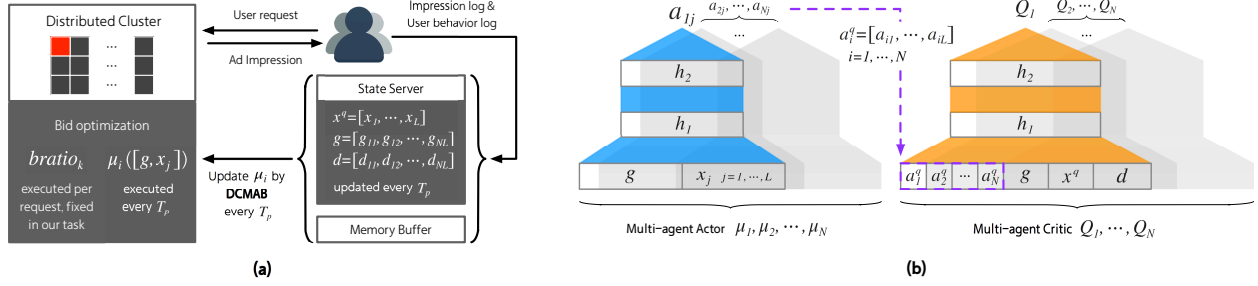 Distributed Cluster
...
...
...
User request
Ad Impression
Impression log &
User behavior log
Bid optimization
bratio_k
μ_i([g, x_j])
executed per
request, fixed
in our task
executed
every T_p
Update μ_i by
DCMAB
every T_p
State Server
x^q=[x_1, ⋯, x_L]
g=[g_11, g_12, ⋯, g_NL]
d=[d_11, d_12, ⋯, d_NL]
updated every T_p
Memory Buffer
(a)
a_1j
a_2j, ⋯, a_Nj
...
h_2
h_1
g
x_j j=1, ⋯, L
Multi-agent Actor μ_1, μ_2, ⋯, μ_N
a_i^q=[a_i1, ⋯, a_iL]
i=1, ⋯, N
Q_1
Q_2, ⋯, Q_N
...
h_2
h_1
a_1^q a_2^q ⋯ a_N^q g x^q d
Multi-agent Critic Q_1, ⋯, Q_N
(b)